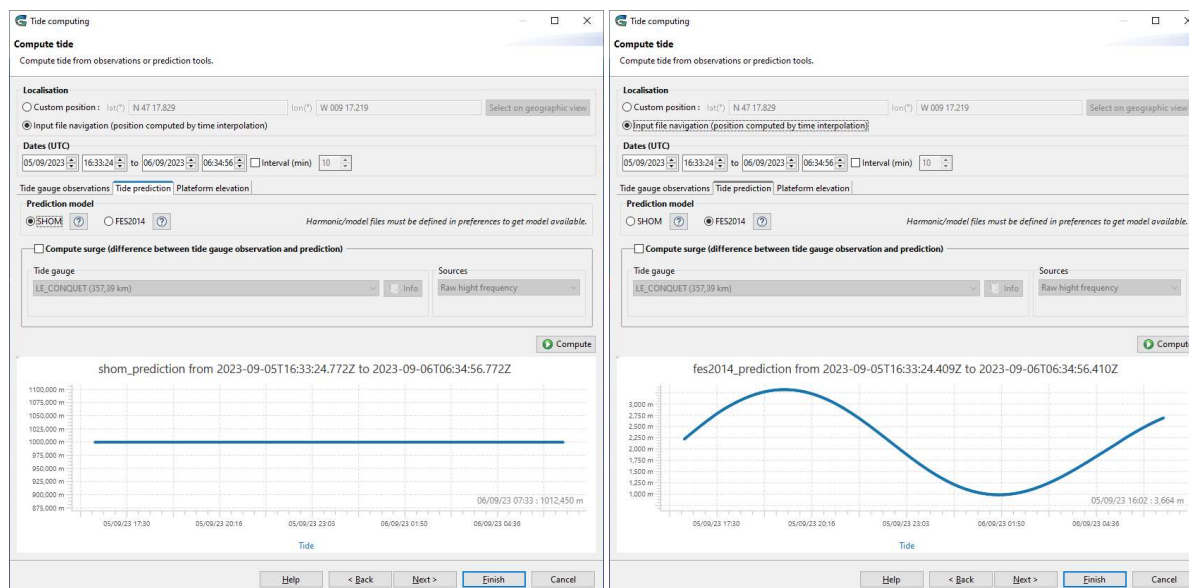 Tide computing
Compute tide
Compute tide from observations or prediction tools.
Localisation
Custom position : lat(*) N 47 17.829 lon(*) W 009 17.219 Select on geographic view
Input file navigation (position computed by time interpolation)
Dates (UTC)
05/09/2023 16:33:24 to 06/09/2023 06:34:56 Interval (min) 10
Tide gauge observations Tide prediction Plateform elevation
Prediction model
SHOM FES2014 Harmonic/model files must be defined in preferences to get model available.
Compute surge (difference between tide gauge observation and prediction)
Tide gauge Sources
LE_CONQUET (357,39 km) Info Raw hight frequency
Compute
shom_prediction from 2023-09-05T16:33:24.772Z to 2023-09-06T06:34:56.772Z
1100,000 m
1075,000 m
1050,000 m
1025,000 m
1000,000 m
975,000 m
950,000 m
925,000 m
900,000 m
875,000 m
06/09/23 07:33 : 1012,450 m
05/09/23 17:30 05/09/23 20:16 05/09/23 23:03 06/09/23 01:50 06/09/23 04:36
Tide
Help < Back Next > Finish Cancel
Tide computing
Compute tide
Compute tide from observations or prediction tools.
Localisation
Custom position : lat(*) N 47 17.829 lon(*) W 009 17.219 Select on geographic view
Input file navigation (position computed by time interpolation)
Dates (UTC)
05/09/2023 16:33:24 to 06/09/2023 06:34:56 Interval (min) 10
Tide gauge observations Tide prediction Plateform elevation
Prediction model
SHOM FES2014 Harmonic/model files must be defined in preferences to get model available.
Compute surge (difference between tide gauge observation and prediction)
Tide gauge Sources
LE_CONQUET (357,39 km) Info Raw hight frequency
Comput
fes2014_prediction from 2023-09-05T16:33:24.409Z to 2023-09-06T06:34:56.410Z
3,000 m
2,750 m
2,500 m
2,250 m
2,000 m
1,750 m
1,500 m
1,250 m
1,000 m
05/09/23 16:02 : 3,664 m
05/09/23 17:30 05/09/23 20:16 05/09/23 23:03 06/09/23 01:50 06/09/23 04:36
Tide
Help < Back Next > Finish Cancel